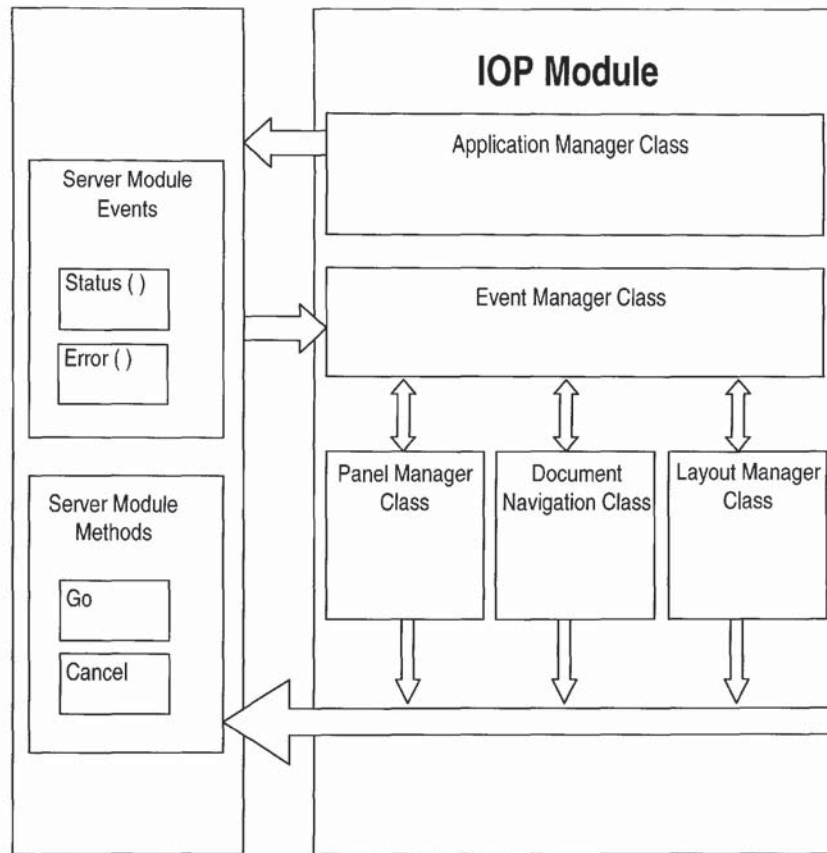 IOP Module
Application Manager Class
Server Module
Events
Status ( )
Error ( )
Event Manager Class
Panel Manager
Class
Document
Navigation Class
Layout Manager
Class
Server Module
Methods
Go
Cancel